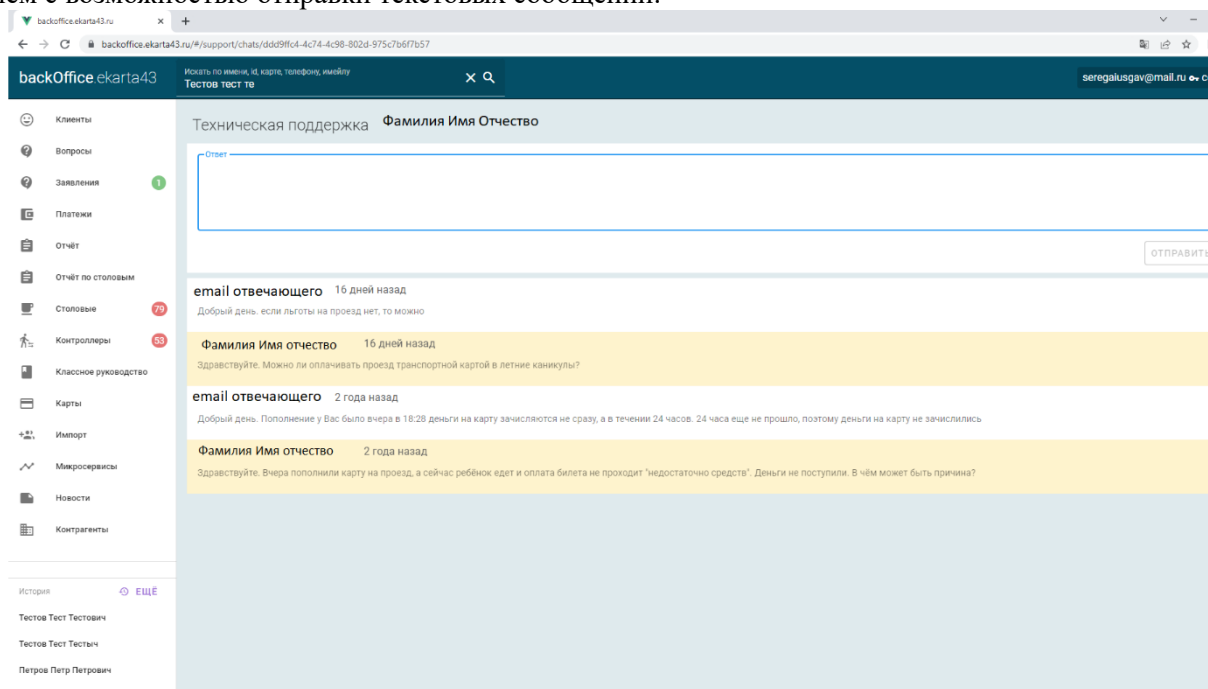 ем с возможностью отправки текстовых сообщений.
backoffice.ekarta43.ru
backoffice.ekarta43.ru/#/support/chats/ddd9ffc4-4c74-4c98-802d-975c7b6f7b57
backOffice.ekarta43
Искать по имени, id, карте, телефону, имейлу
Тестов тест те
seregaiusgav@mail.ru
Клиенты
Вопросы
Заявления 1
Платежи
Отчёт
Отчёт по столовым
Столовые 79
Контроллеры 53
Классное руководство
Карты
Импорт
Микросервисы
Новости
Контрагенты
История ЕЩЁ
Тестов Тест Тестович
Тестов Тест Тестыч
Петров Петр Петрович
Техническая поддержка Фамилия Имя Отчество
Ответ
ОТПРАВИТЬ
email отвечающего 16 дней назад
Добрый день. если льготы на проезд нет, то можно
Фамилия Имя отчество 16 дней назад
Здравствуйте. Можно ли оплачивать проезд транспортной картой в летние каникулы?
email отвечающего 2 года назад
Добрый день. Пополнение у Вас было вчера в 18:28 деньги на карту зачисляются не сразу, а в течении 24 часов. 24 часа еще не прошло, поэтому деньги на карту не зачислились
Фамилия Имя отчество 2 года назад
Здравствуйте. Вчера пополнили карту на проезд, а сейчас ребёнок едет и оплата билета не проходит "недостаточно средств". Деньги не поступили. В чём может быть причина?